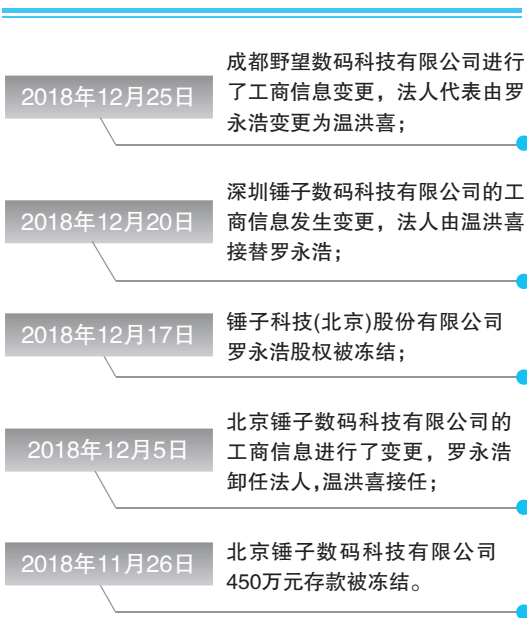 2018年12月25日
成都野望数码科技有限公司进行
了工商信息变更，法人代表由罗
永浩变更为温洪喜；
2018年12月20日
深圳锤子数码科技有限公司的工
商信息发生变更，法人由温洪喜
接替罗永浩；
2018年12月17日
锤子科技(北京)股份有限公司
罗永浩股权被冻结；
2018年12月5日
北京锤子数码科技有限公司的
工商信息进行了变更，罗永浩
卸任法人,温洪喜接任；
2018年11月26日
北京锤子数码科技有限公司
450万元存款被冻结。